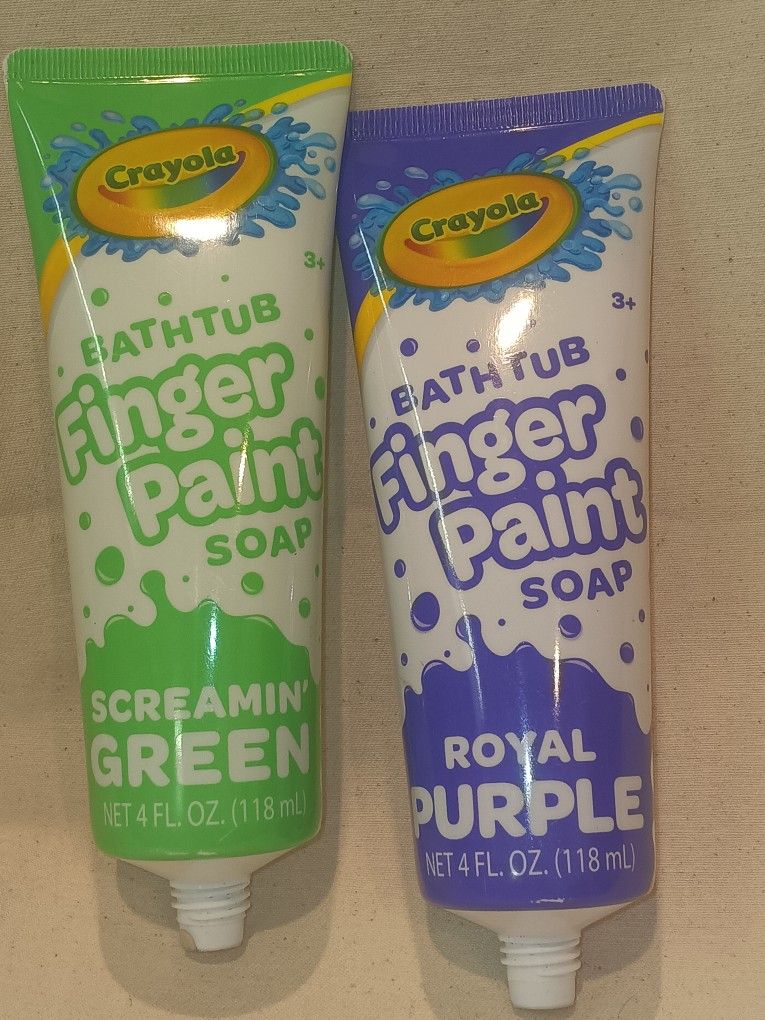 Crayola
3+
BATHTUB
Finger
Paint
SOAP
SCREAMIN'
GREEN
NET 4 FL. OZ. (118 mL)
Crayola
3+
BATHTUB
Finger
Paint
SOAP
ROYAL
PURPLE
NET 4 FL. OZ. (118 mL)